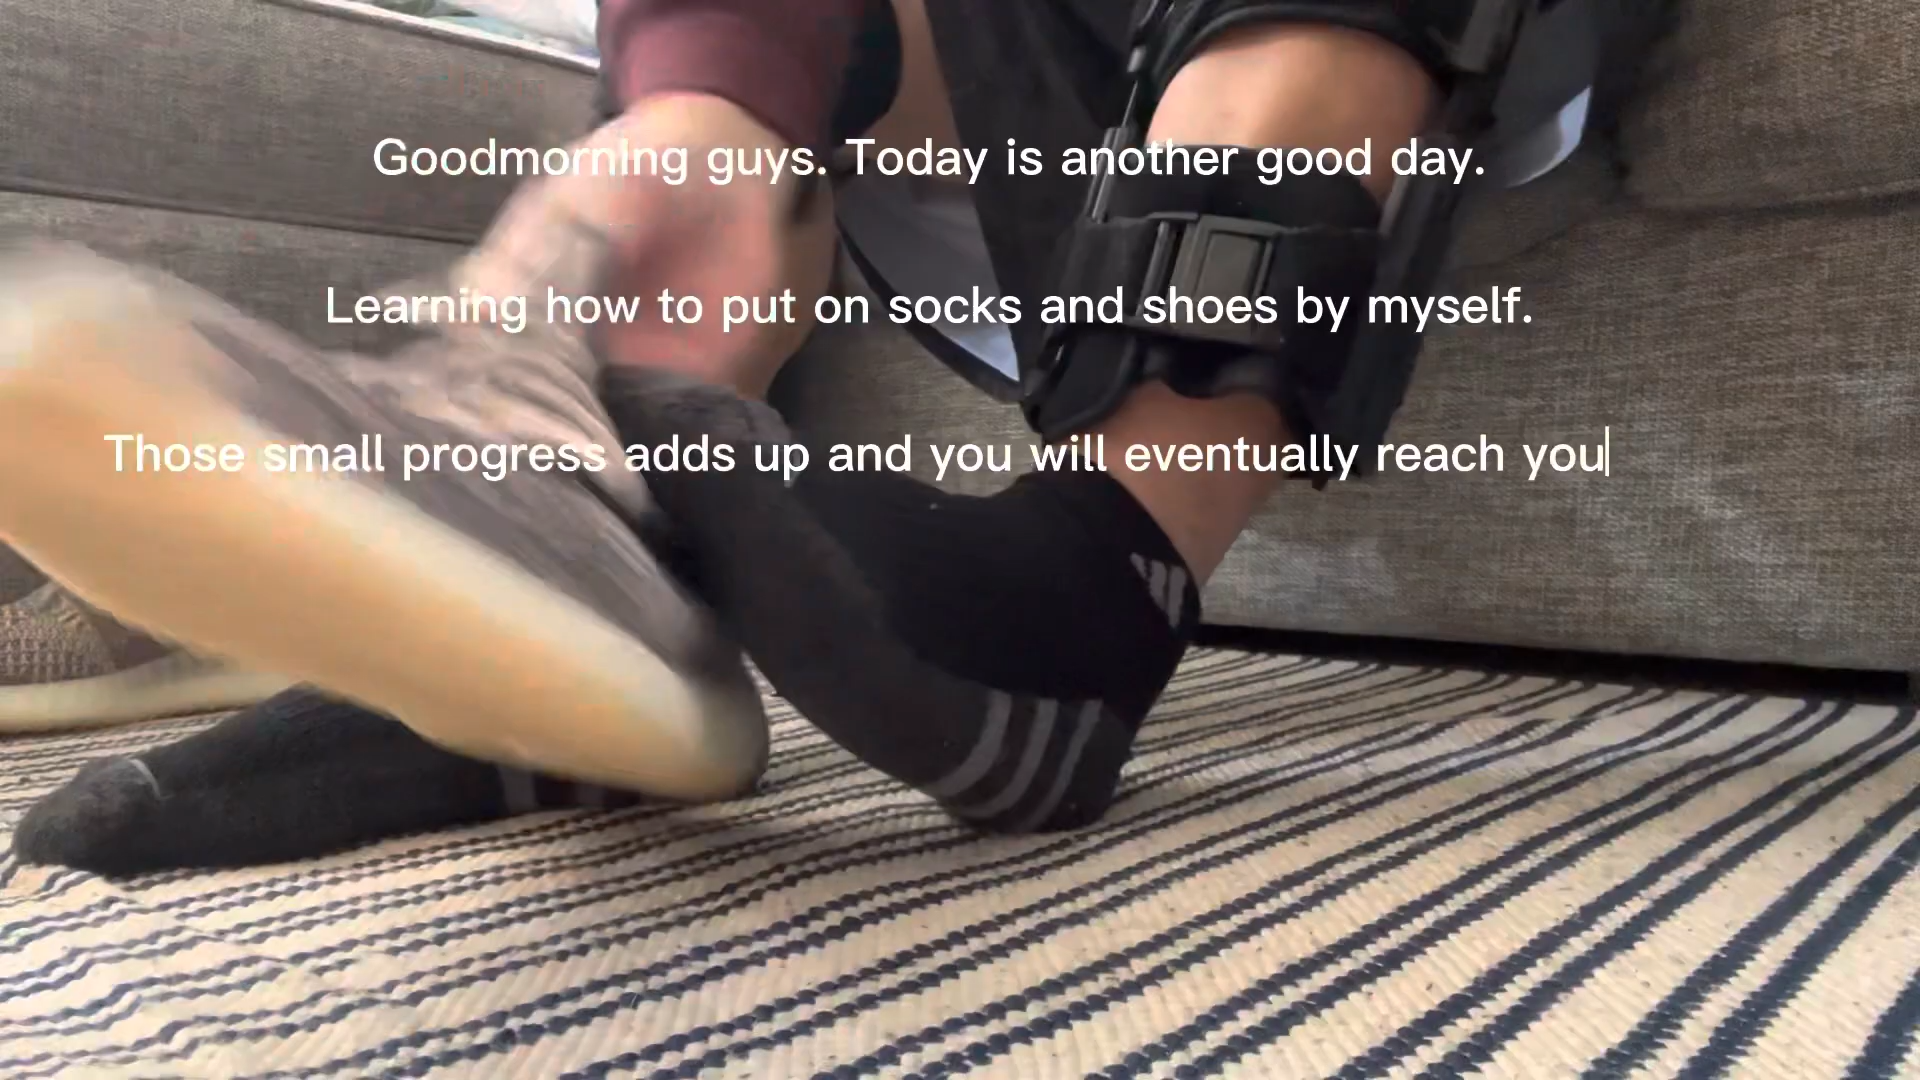 Goodmorning guys. Today is another good day.
Learning how to put on socks and shoes by myself.
Those small progress adds up and you will eventually reach you